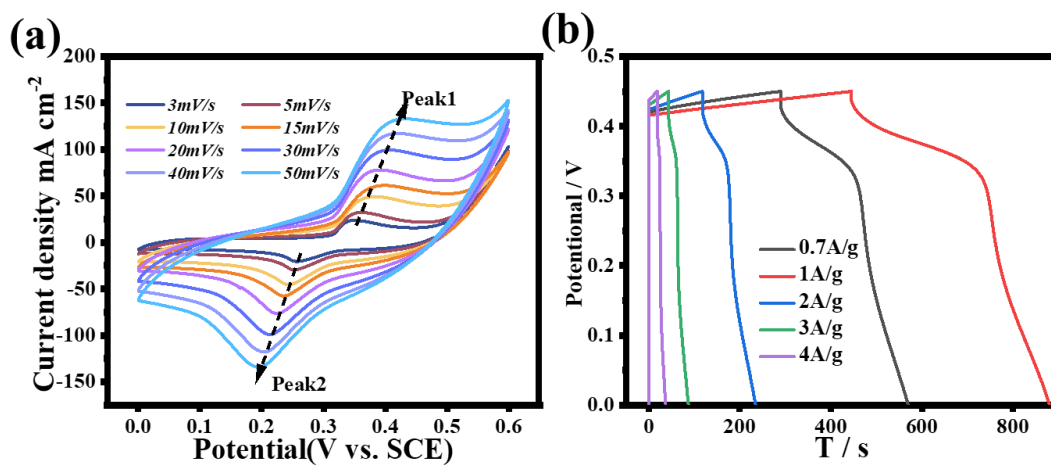 (a)
Current density mA cm-2
200
150
100
50
0
-50
-100
-150
3mV/s 5mV/s
10mV/s 15mV/s
20mV/s 30mV/s
40mV/s 50mV/s
Peak1
Peak2
0.0 0.1 0.2 0.3 0.4 0.5 0.6
Potential(V vs. SCE)
(b)
Potentional / V
0.5
0.4
0.3
0.2
0.1
0.0
0.7A/g
1A/g
2A/g
3A/g
4A/g
0 200 400 600 800
T / s